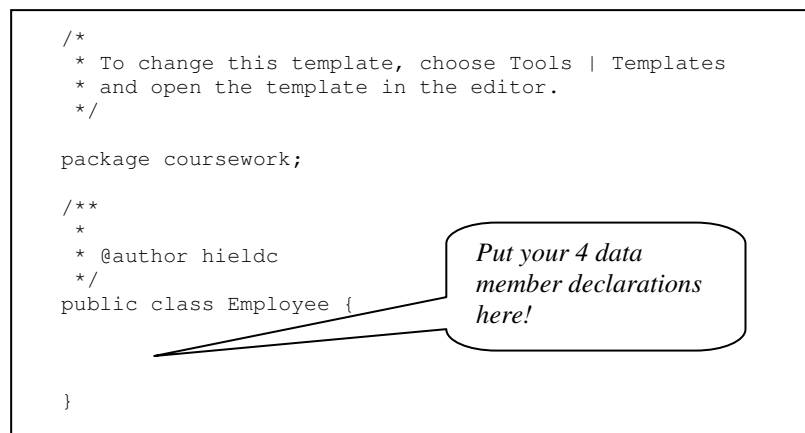 /*
 * To change this template, choose Tools | Templates
 * and open the template in the editor.
 */
package coursework;
/**
 *
 * @author hieldc
 */
public class Employee {
Put your 4 data
member declarations
here!
}